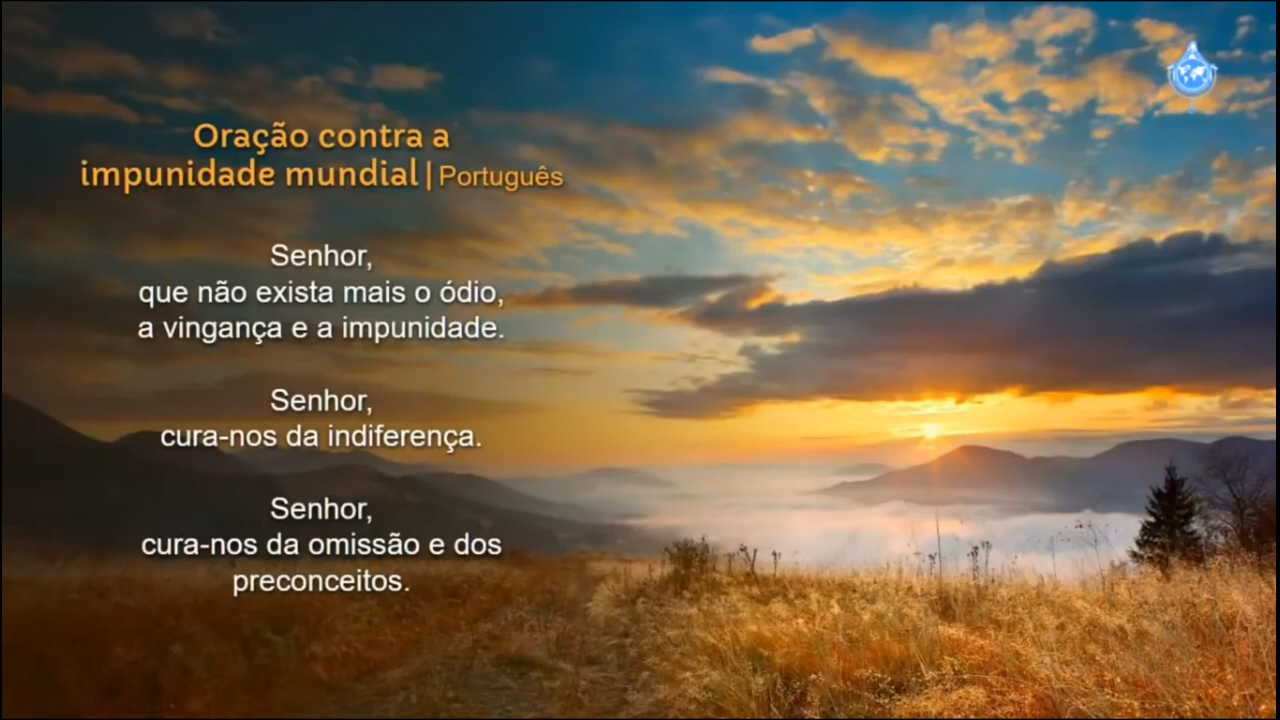 Oração contra a
impunidade mundial | Português
Senhor,
que não exista mais o ódio,
a vingança e a impunidade.
Senhor,
cura-nos da indiferença.
Senhor,
cura-nos da omissão e dos
preconceitos.